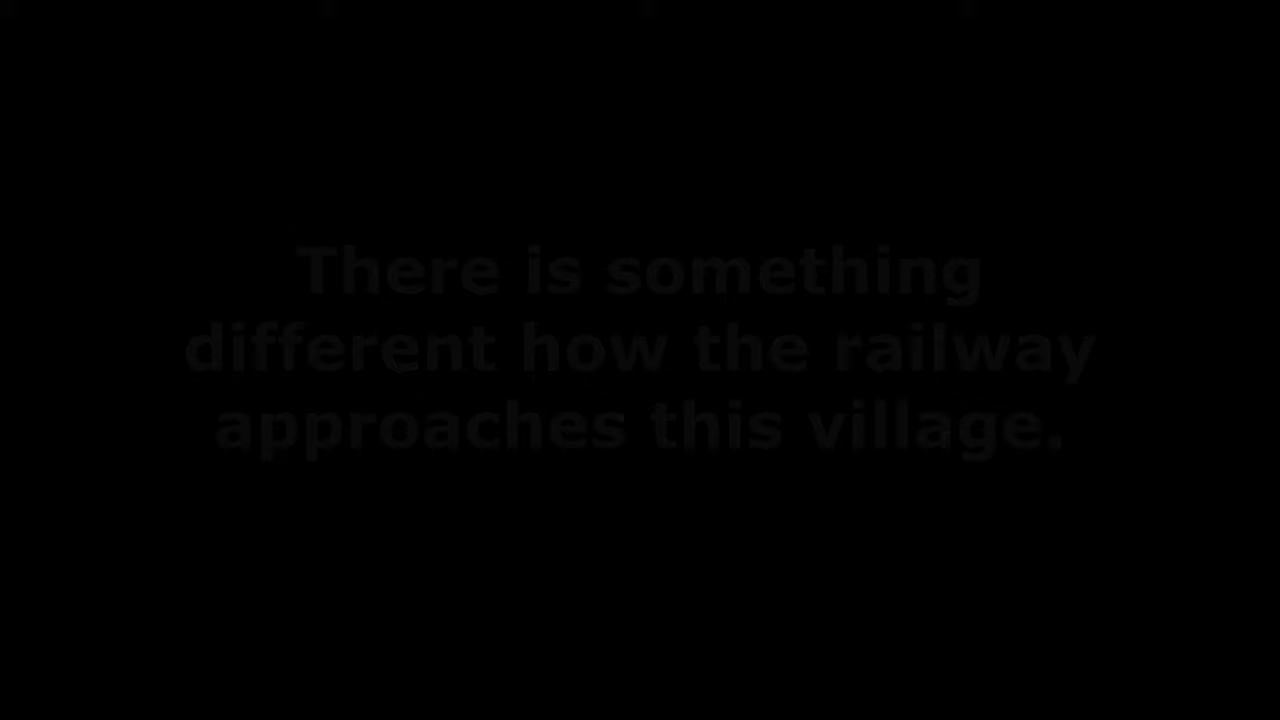 There is something
different how the railway
approaches this village.